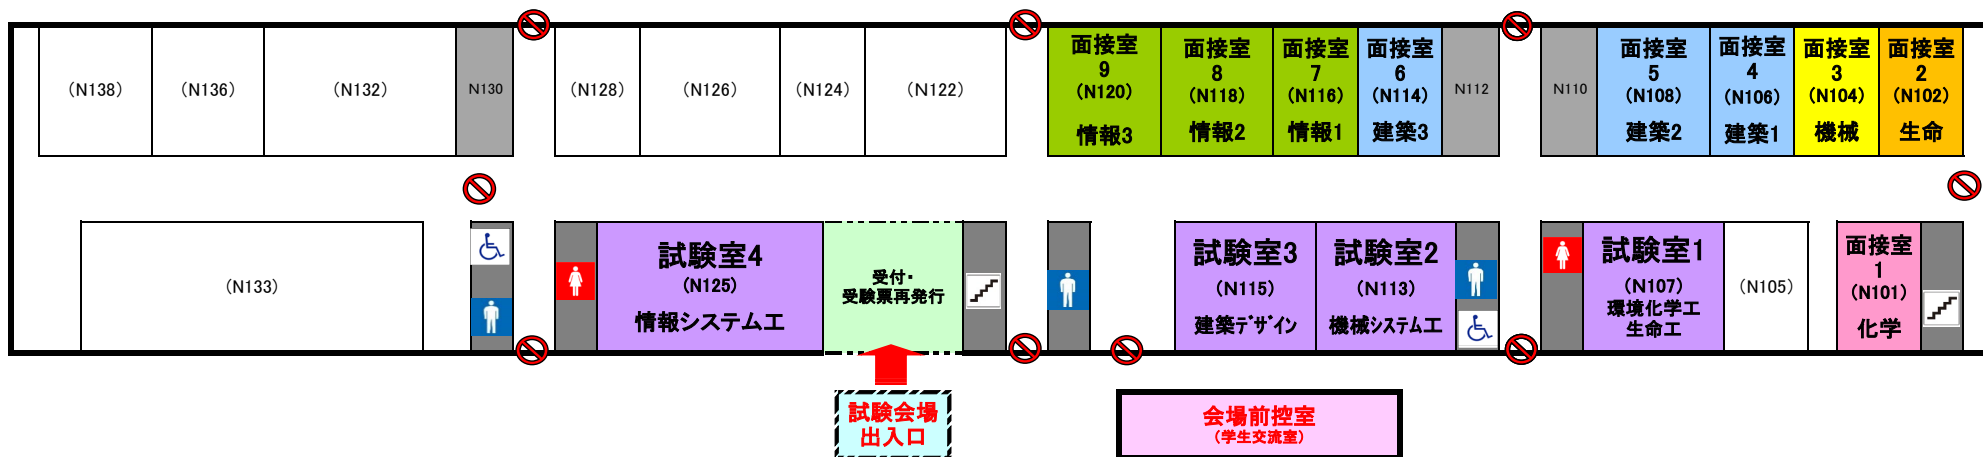 (N138)
(N136)
(N132)
N130
(N128)
(N126)
(N124)
(N122)
面接室
9
(N120)
情報3
面接室
8
(N118)
情報2
面接室
7
(N116)
情報1
面接室
6
(N114)
建築3
N112
N110
面接室
5
(N108)
建築2
面接室
4
(N106)
建築1
面接室
3
(N104)
機械
面接室
2
(N102)
生命
(N133)
試験室4
(N125)
情報システム工
受付・
受験票再発行
試験室3
(N115)
建築ﾃﾞｻﾞｲﾝ
試験室2
(N113)
機械システム工
試験室1
(N107)
環境化学工
生命工
(N105)
面接室
1
(N101)
化学
試験会場
出入口
会場前控室
(学生交流室)